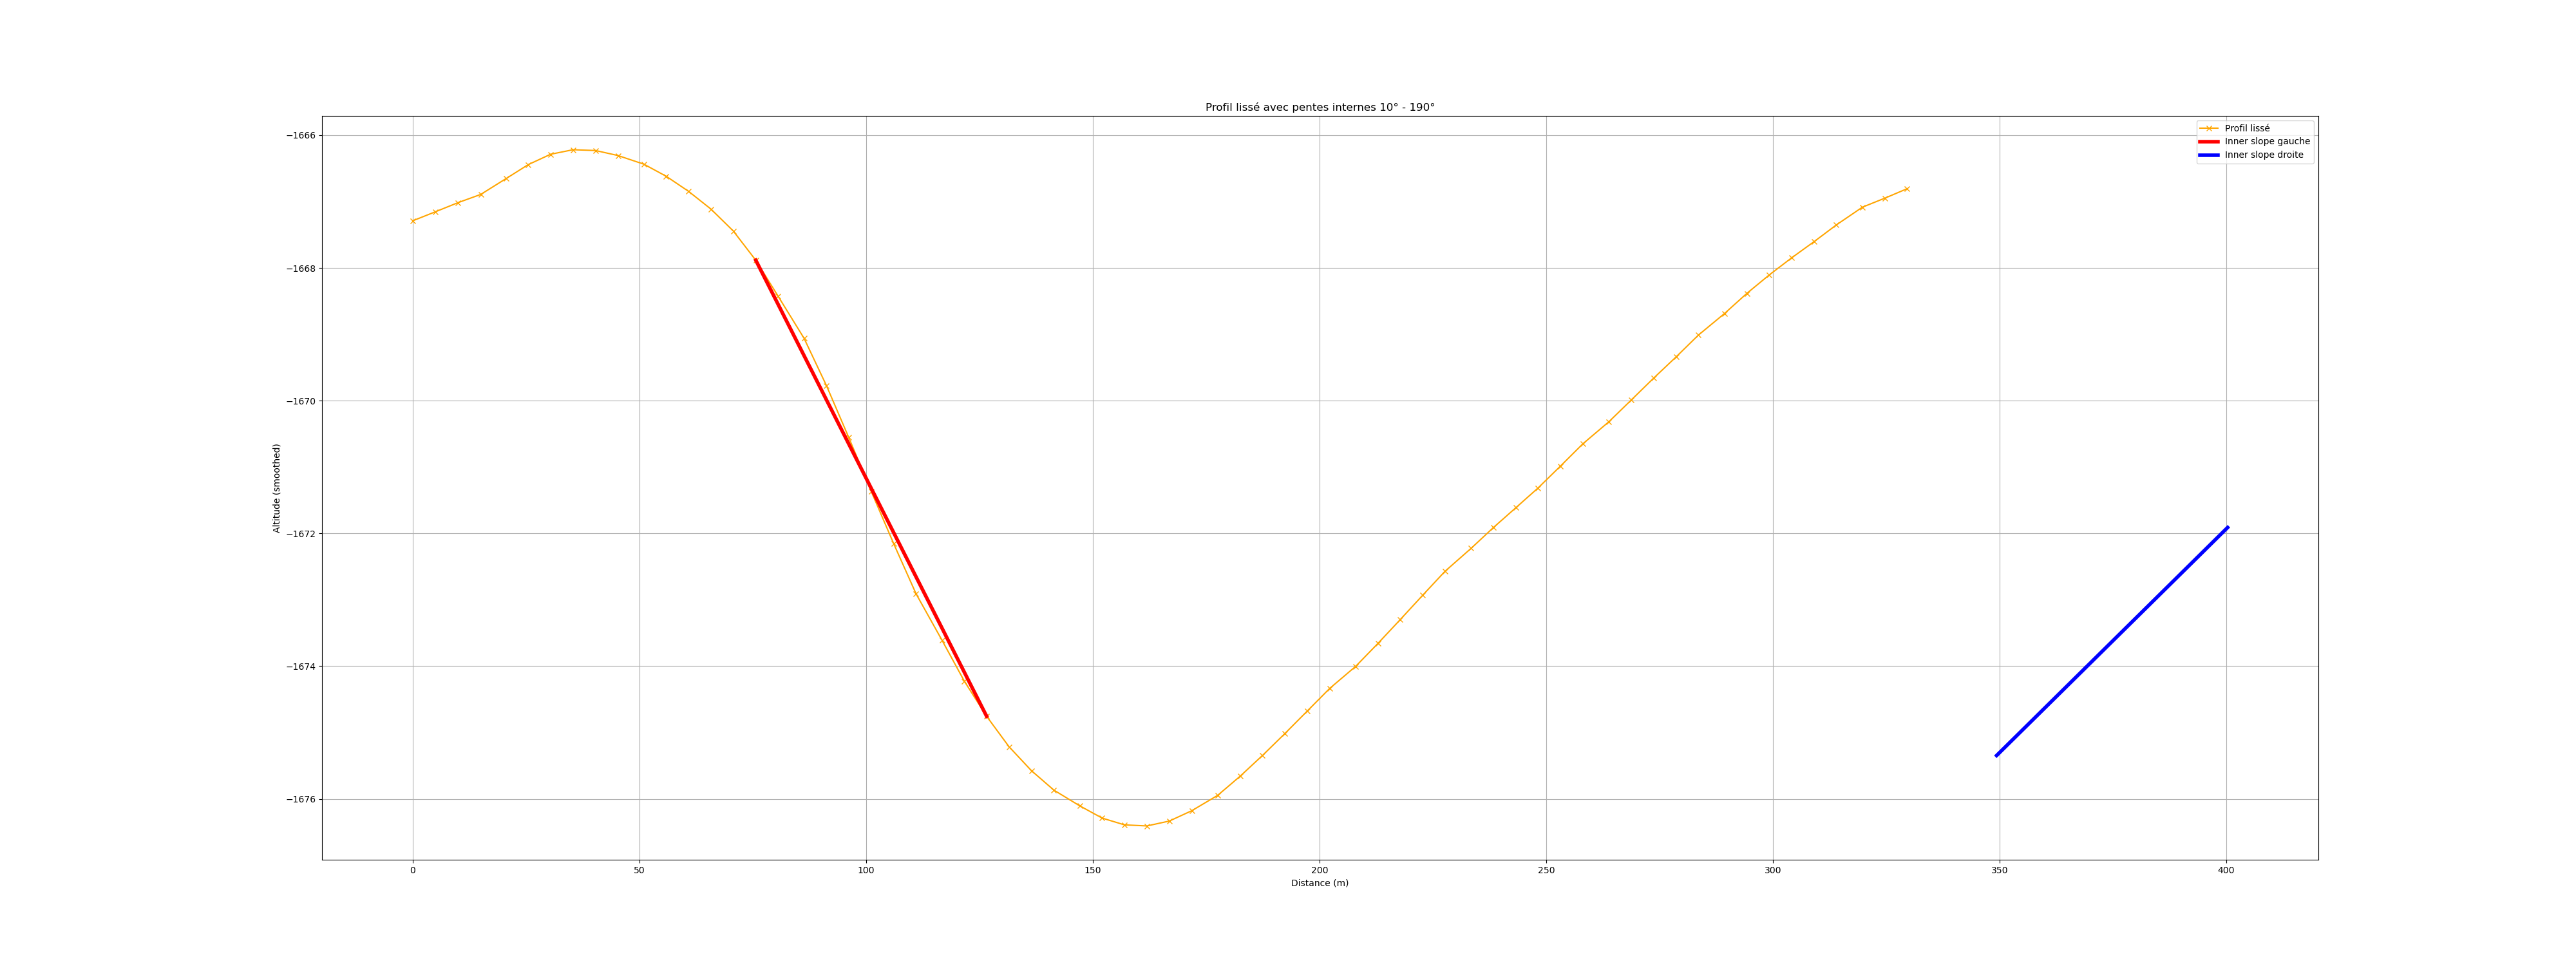 Profil lissé avec pentes internes 10° - 190°
−1666
−1668
−1670
−1672
−1674
−1676
Altitude (smoothed)
Profil lissé
Inner slope gauche
Inner slope droite
0 50 100 150 200 250 300 350 400
Distance (m)